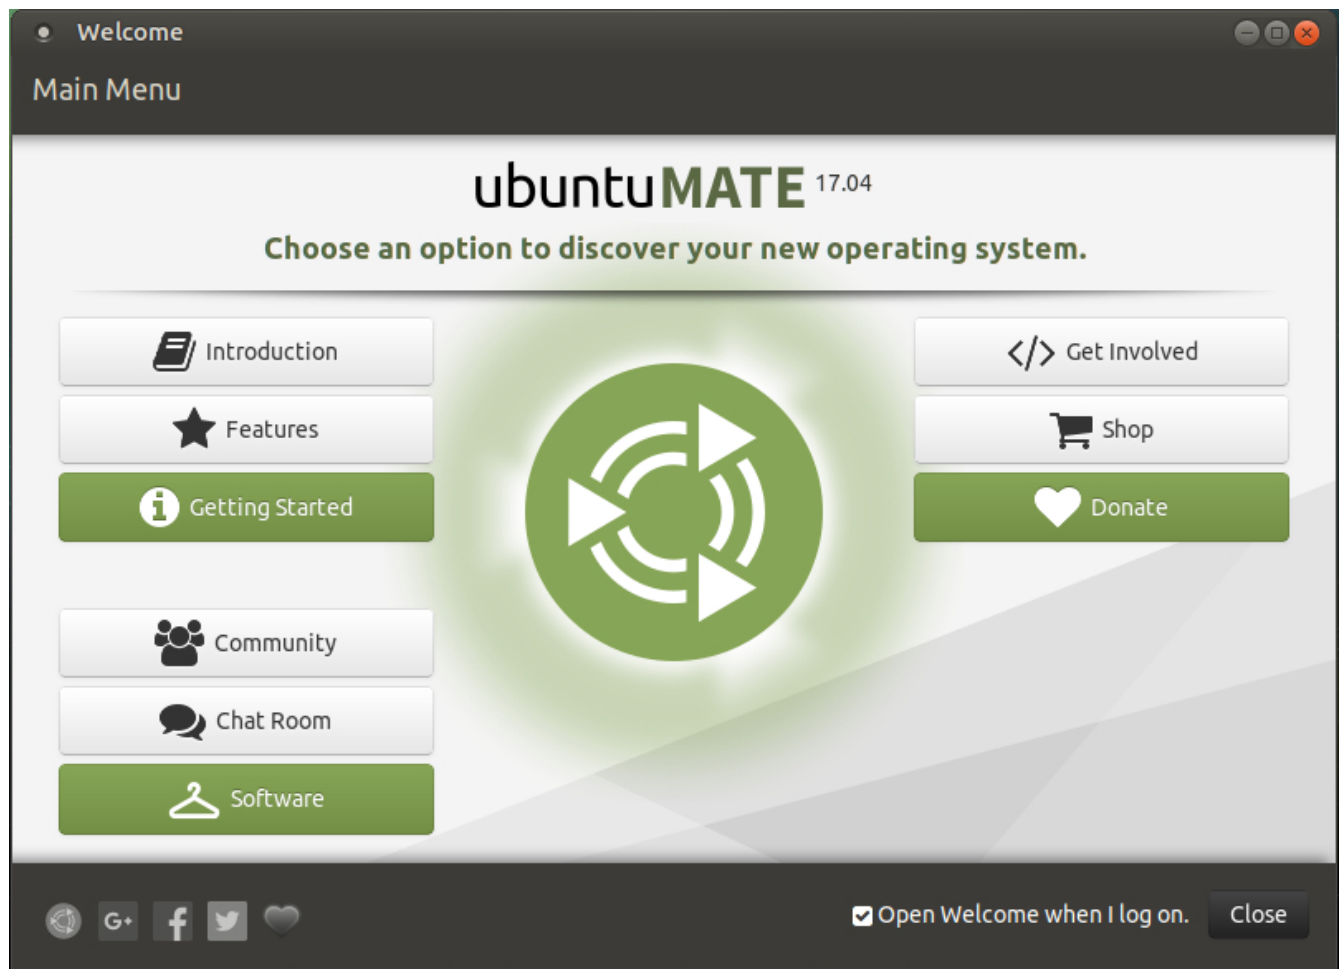 Welcome
Main Menu
ubuntuMATE 17.04
Choose an option to discover your new operating system.
Introduction
Features
Getting Started
Community
Chat Room
Software
Get Involved
Shop
Donate
G+
Open Welcome when I log on.
Close